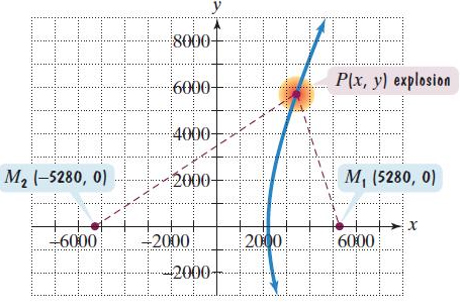 y
8000
6000
P(x, y) explosion
4000
M₂ (–5280, 0)
2000
M₁ (5280, 0)
x
–6000 –2000 2000 6000
–2000